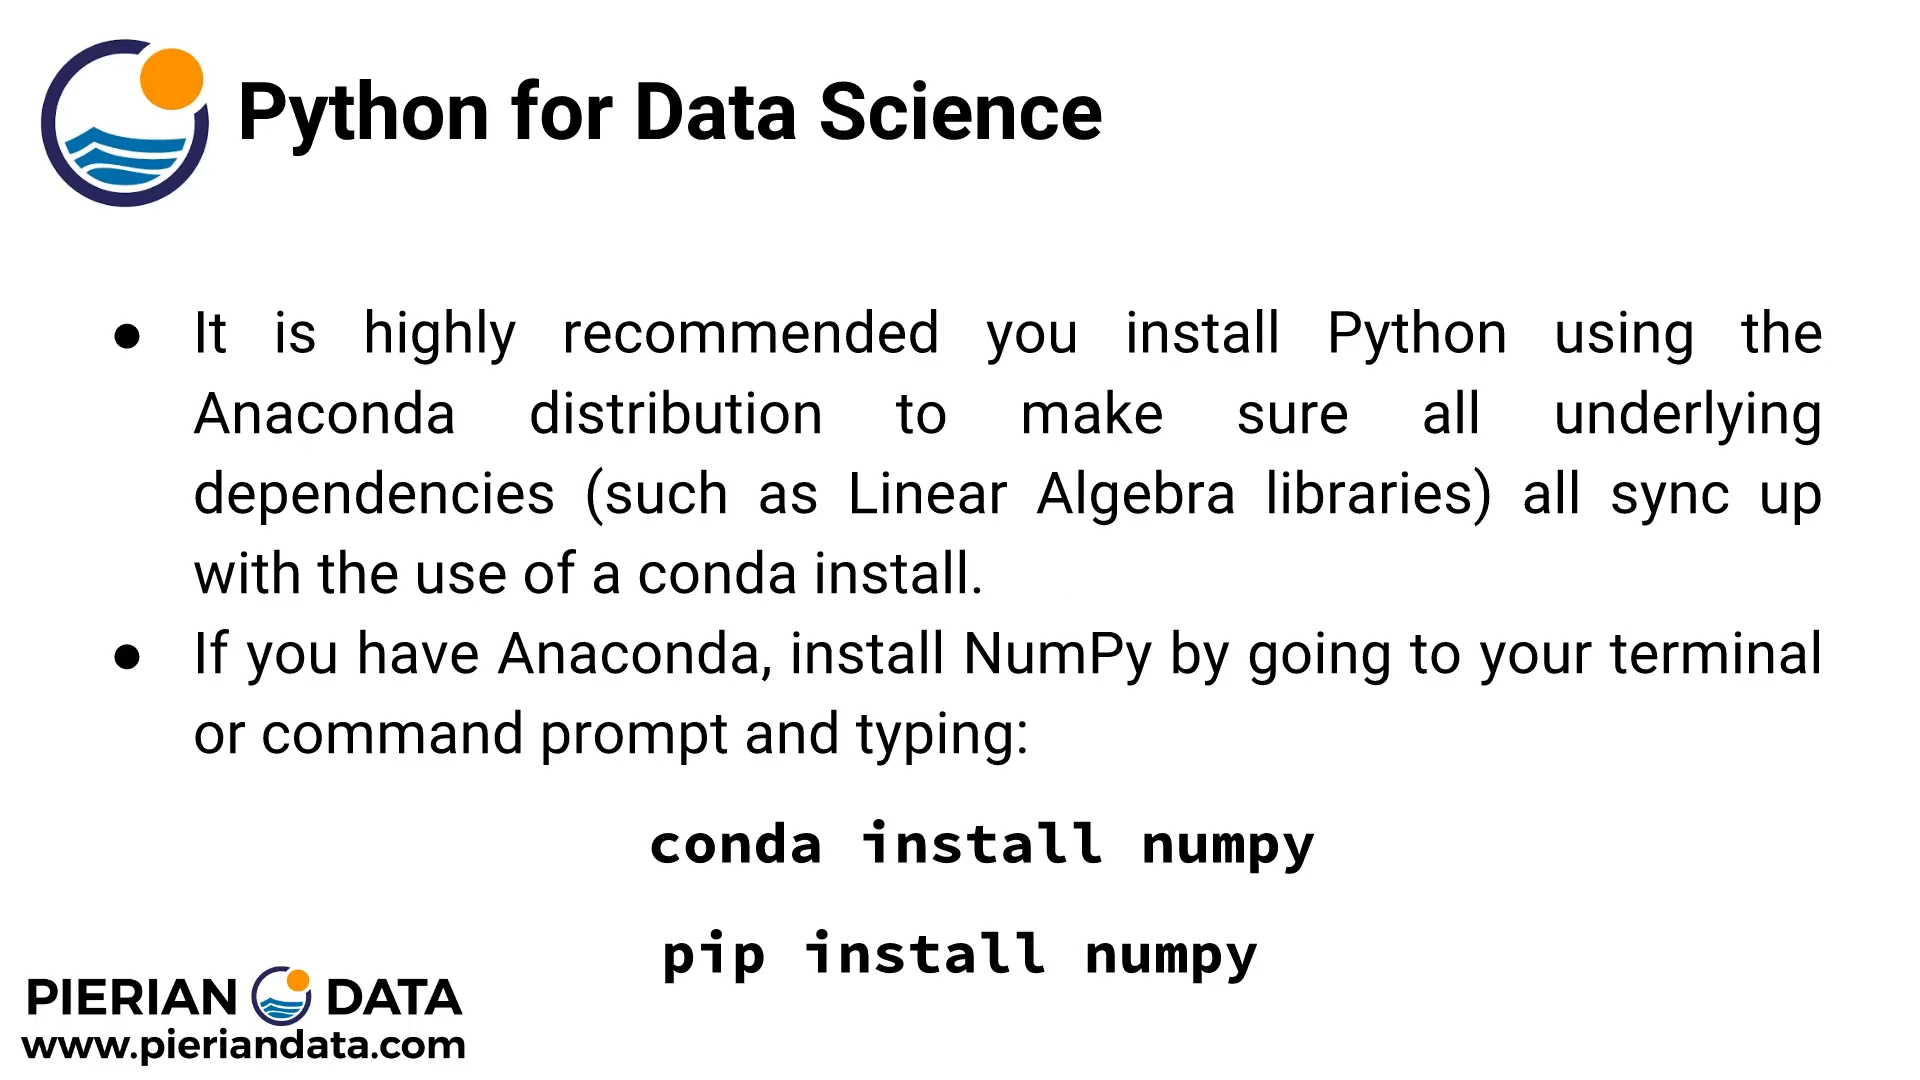 Python for Data Science
● It is highly recommended you install Python using the
Anaconda distribution to make sure all underlying
dependencies (such as Linear Algebra libraries) all sync up
with the use of a conda install.
● If you have Anaconda, install NumPy by going to your terminal
or command prompt and typing:
conda install numpy
pip install numpy
PIERIAN DATA
www.pieriandata.com